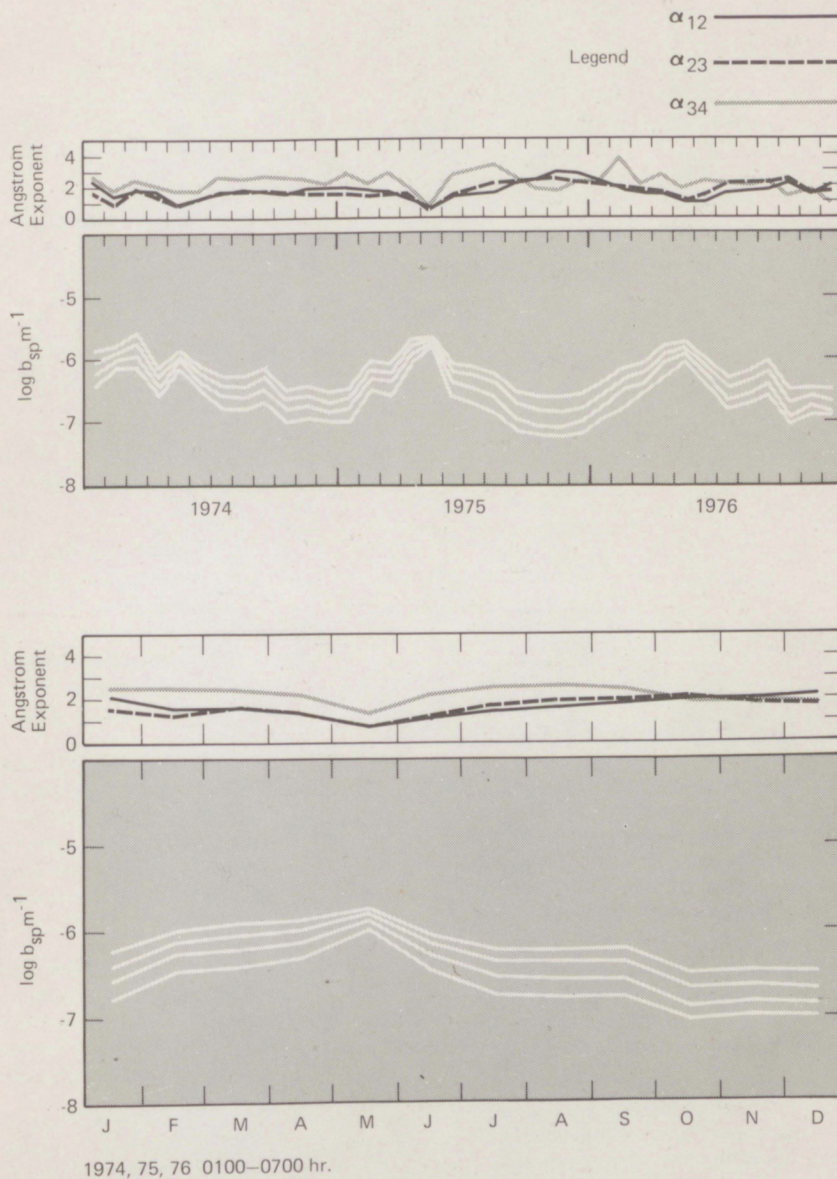 α12
Legend α23
α34
Angstrom
Exponent
4
2
0
log bspm-1
-5
-6
-7
-8
1974 1975 1976
Angstrom
Exponent
4
2
0
log bspm-1
-5
-6
-7
-8
J F M A M J J A S O N D
1974, 75, 76 0100–0700 hr.